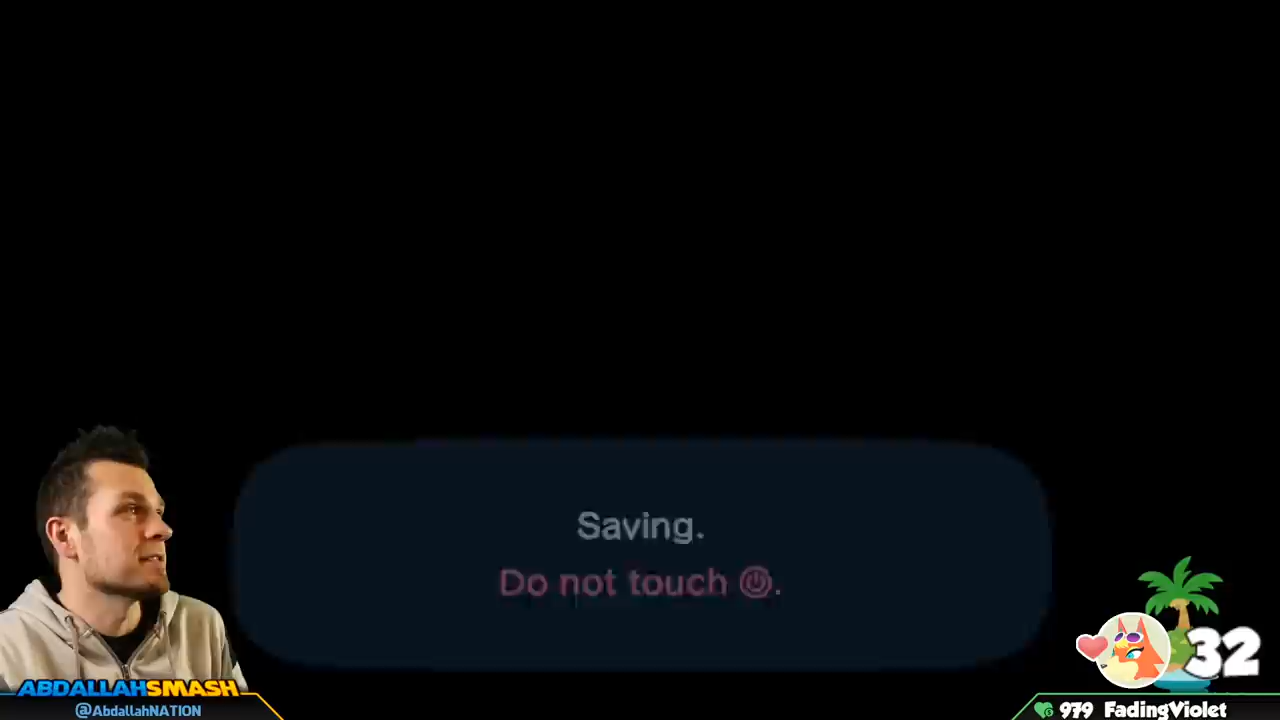 Saving.
Do not touch ⏻.
32
ABDALLAHSMASH
@AbdallahNATION
979 FadingViolet